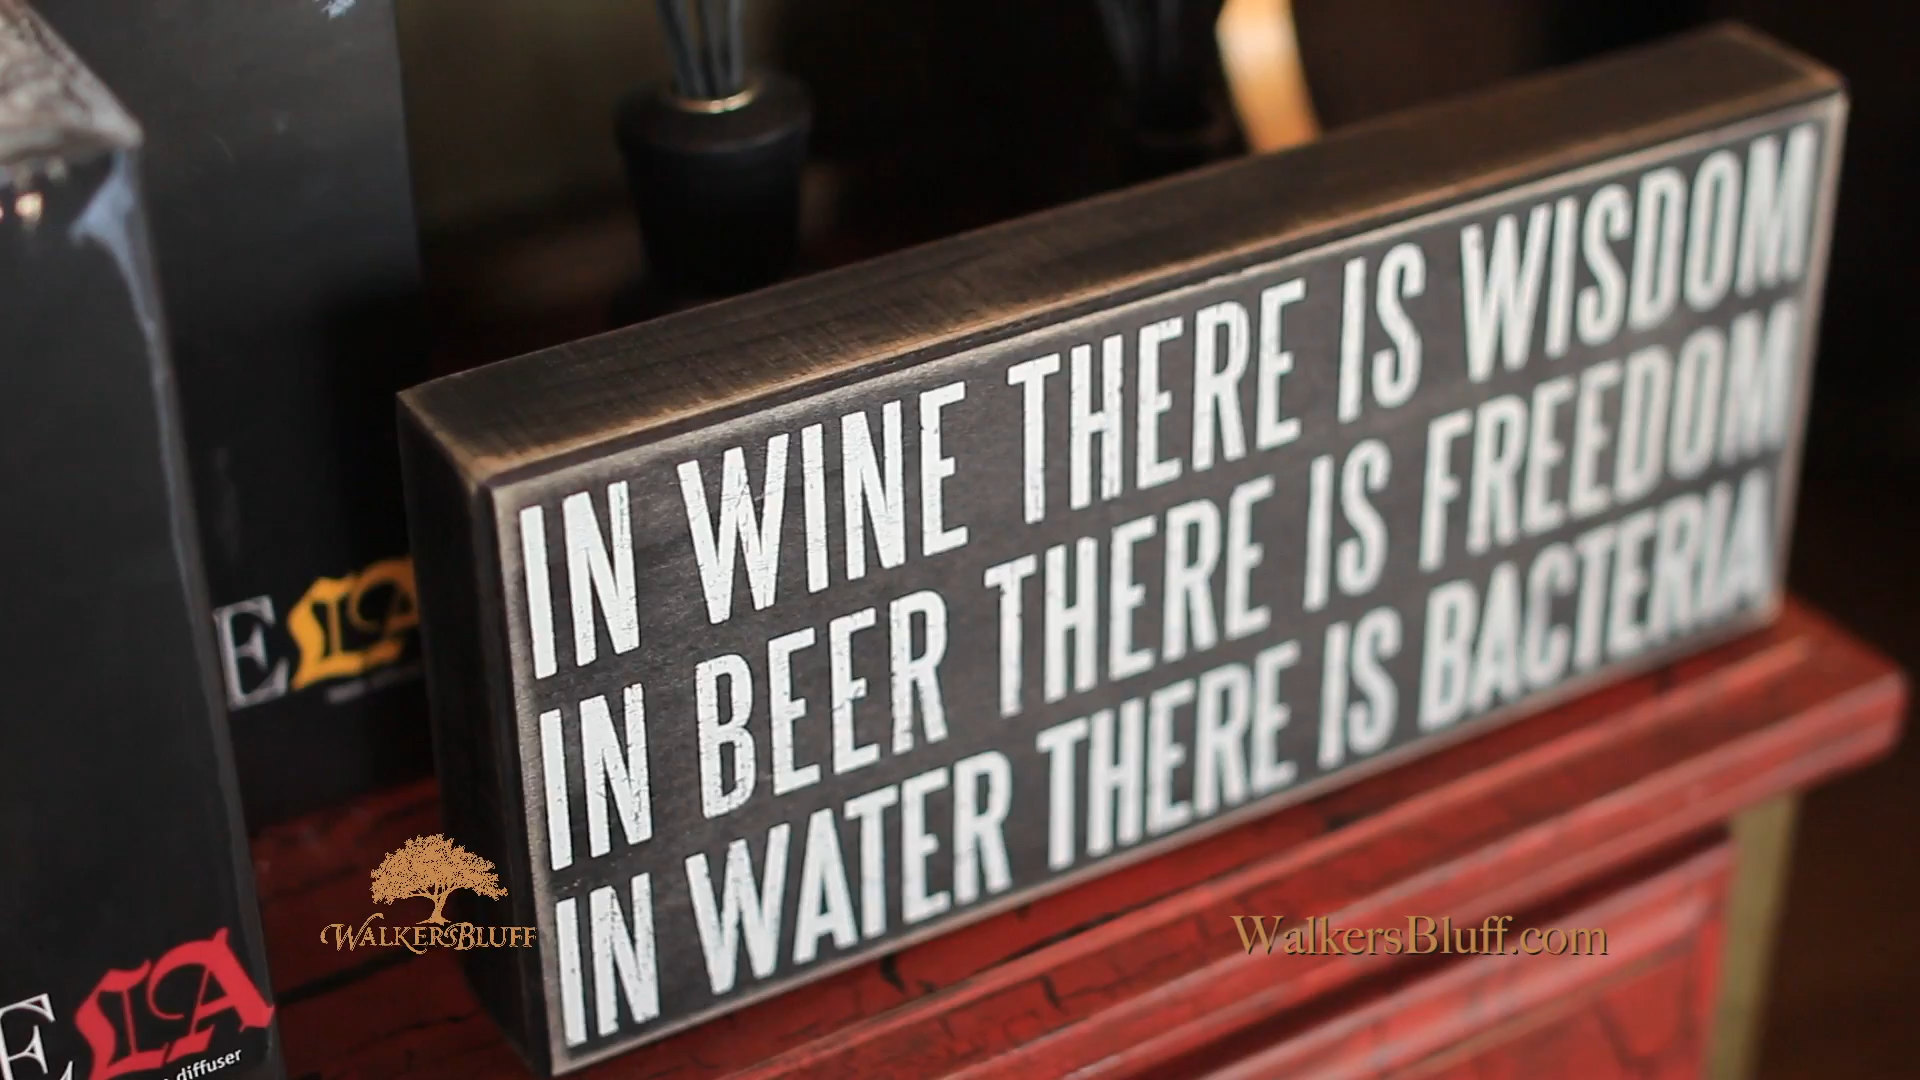 IN WINE THERE IS WISDOM
IN BEER THERE IS FREEDOM
IN WATER THERE IS BACTERIA
ELA
ELA
diffuser
WALKERSBLUFF
WalkersBluff.com